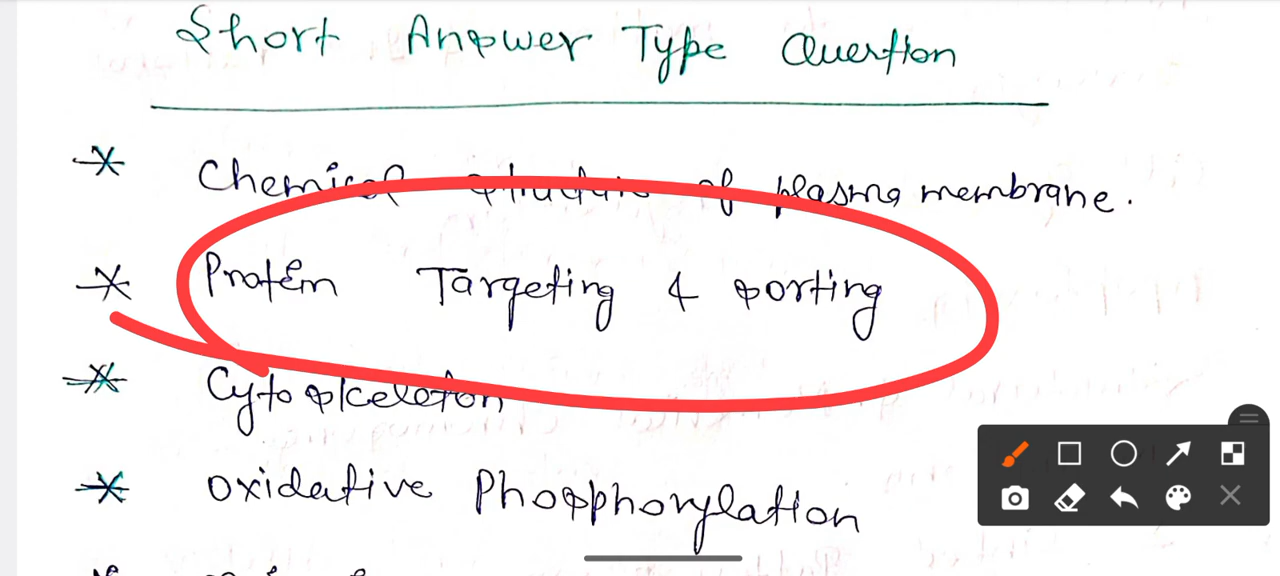 Short Answer Type Question
* Chemical structure of plasma membrane.
* Protein Targeting & sorting
* Cytoskeleton
* Oxidative Phosphorylation